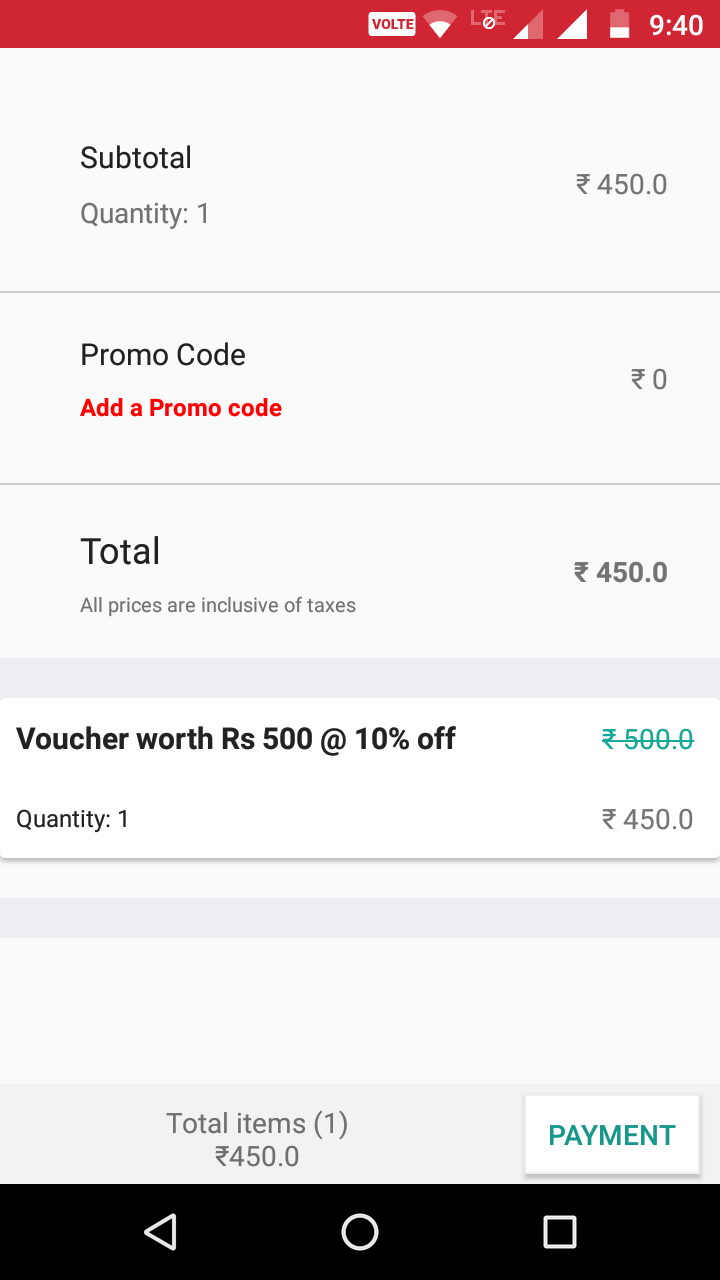 VOLTE LTE 9:40
Subtotal
₹ 450.0
Quantity: 1
Promo Code
₹ 0
Add a Promo code
Total
₹ 450.0
All prices are inclusive of taxes
Voucher worth Rs 500 @ 10% off ₹ 500.0
Quantity: 1 ₹ 450.0
Total items (1)
₹450.0
PAYMENT